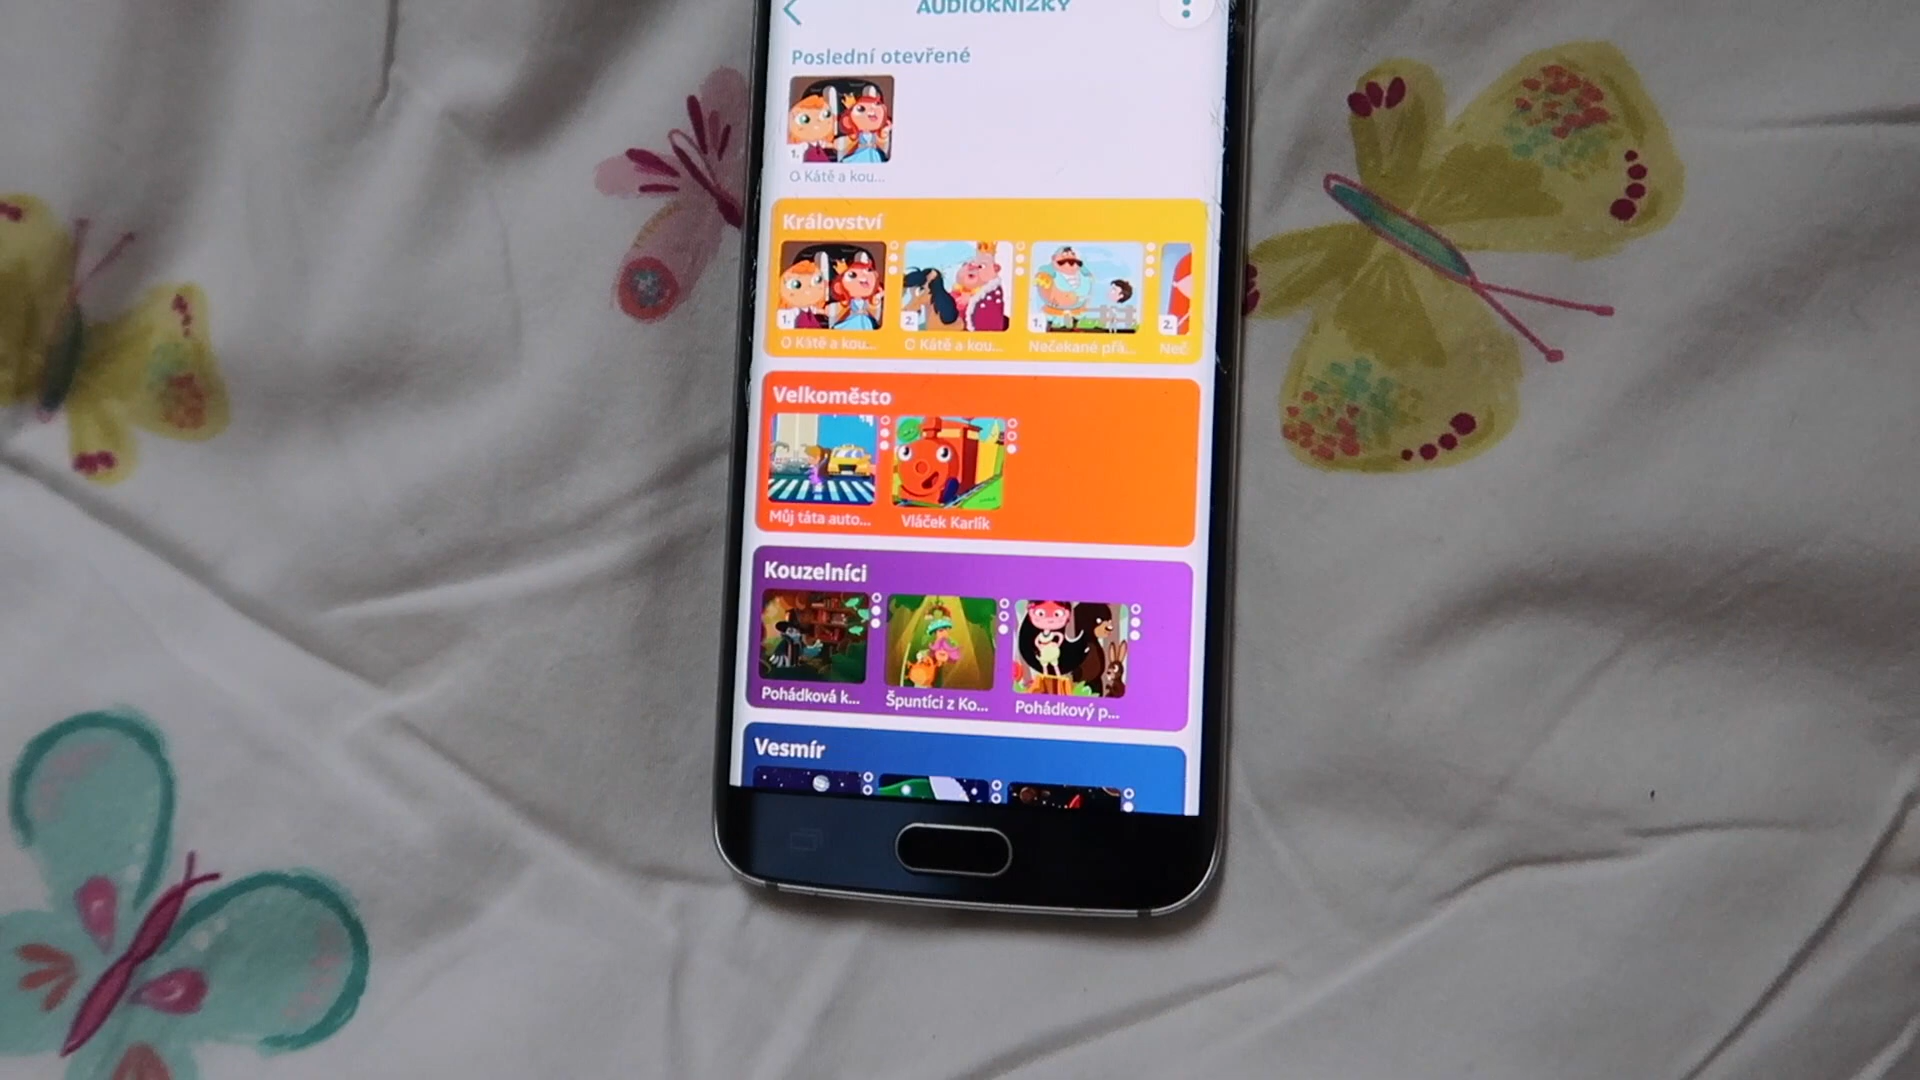 AUDIOKNÍŽKY
Poslední otevřené
1.
O Kátě a kou...
Království
1. 2. 1. 2.
O Kátě a kou... O Kátě a kou... Nečekané přá... Neč
Velkoměsto
Můj táta auto... Vláček Karlík
Kouzelníci
Pohádková k... Špuntíci z Ko... Pohádkový p...
Vesmír